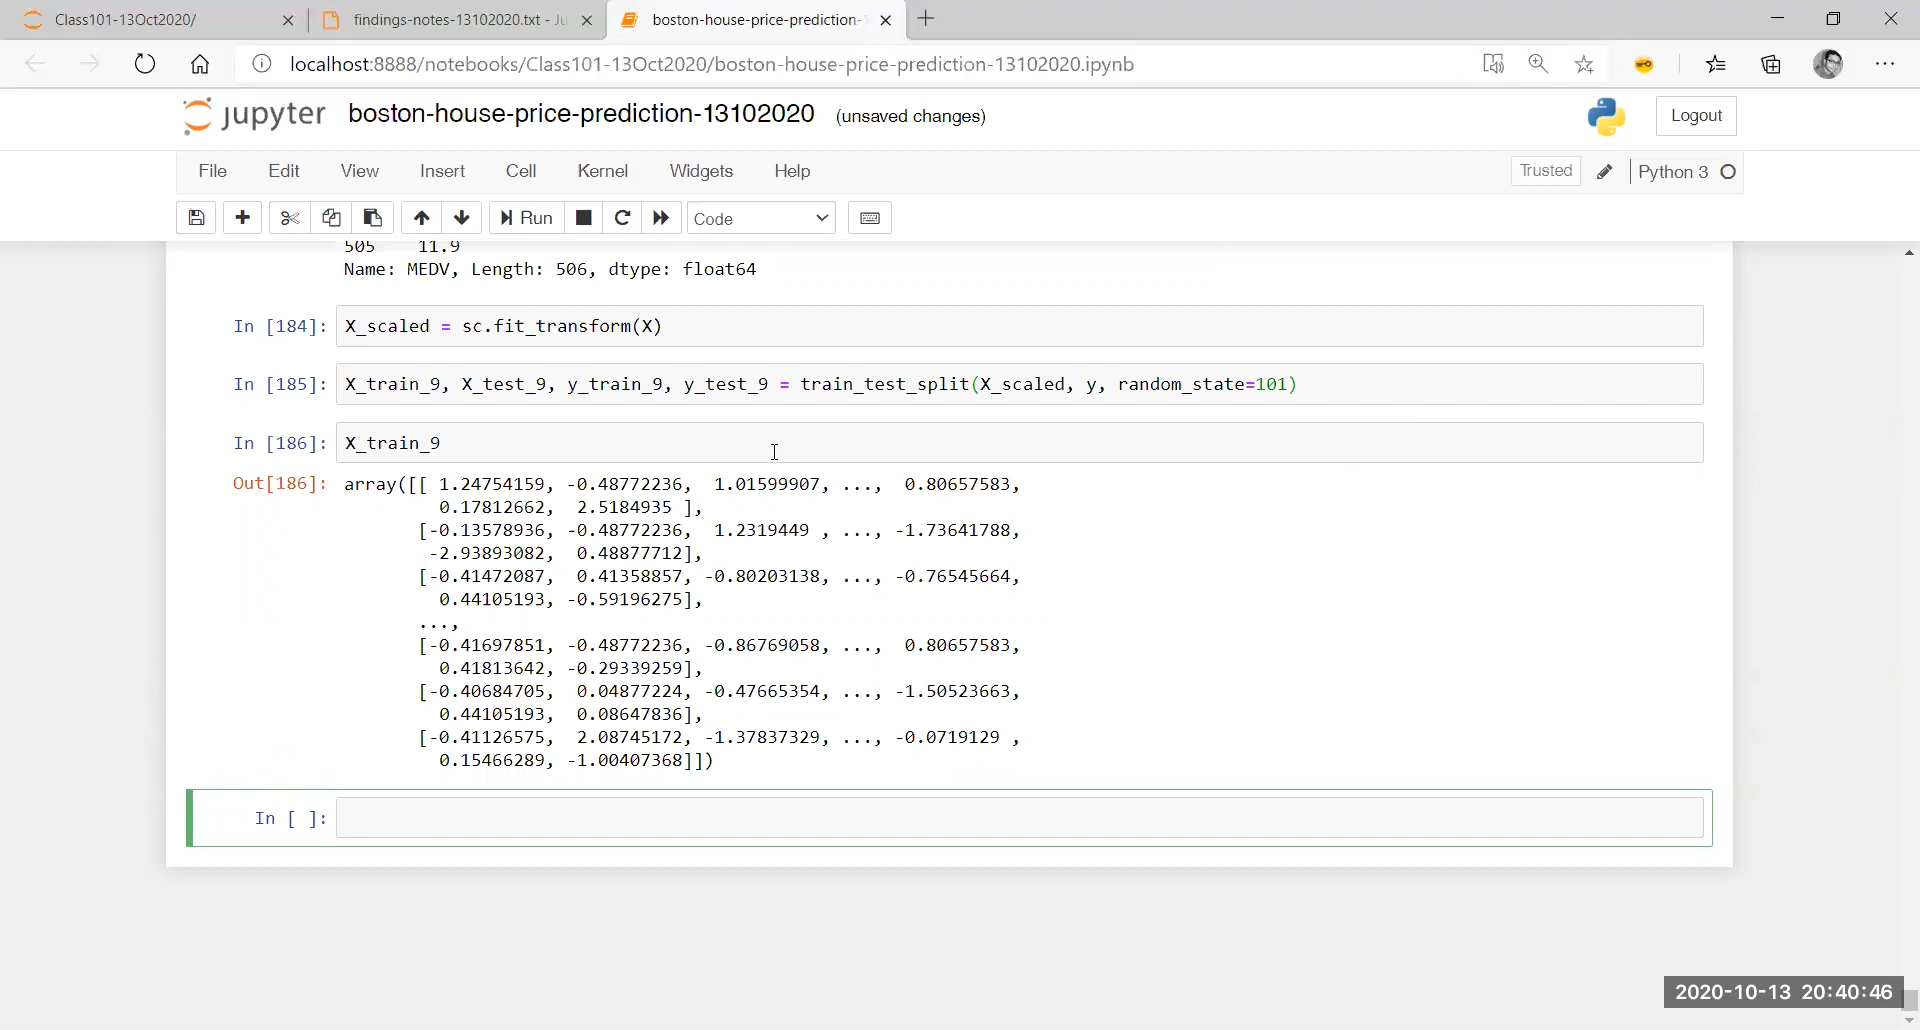 Class101-13Oct2020/
findings-notes-13102020.txt - Ju
boston-house-price-prediction-
localhost:8888/notebooks/Class101-13Oct2020/boston-house-price-prediction-13102020.ipynb
jupyter boston-house-price-prediction-13102020 (unsaved changes)
Logout
File Edit View Insert Cell Kernel Widgets Help
Trusted Python 3
Run Code
505    11.9
Name: MEDV, Length: 506, dtype: float64
In [184]: X_scaled = sc.fit_transform(X)
In [185]: X_train_9, X_test_9, y_train_9, y_test_9 = train_test_split(X_scaled, y, random_state=101)
In [186]: X_train_9
Out[186]: array([[ 1.24754159, -0.48772236,  1.01599907, ...,  0.80657583,
0.17812662,  2.5184935 ],
[-0.13578936, -0.48772236,  1.2319449 , ..., -1.73641788,
-2.93893082,  0.48877712],
[-0.41472087,  0.41358857, -0.80203138, ..., -0.76545664,
0.44105193, -0.59196275],
...,
[-0.41697851, -0.48772236, -0.86769058, ...,  0.80657583,
0.41813642, -0.29339259],
[-0.40684705,  0.04877224, -0.47665354, ..., -1.50523663,
0.44105193,  0.08647836],
[-0.41126575,  2.08745172, -1.37837329, ..., -0.0719129 ,
0.15466289, -1.00407368]])
In [ ]:
2020-10-13 20:40:46